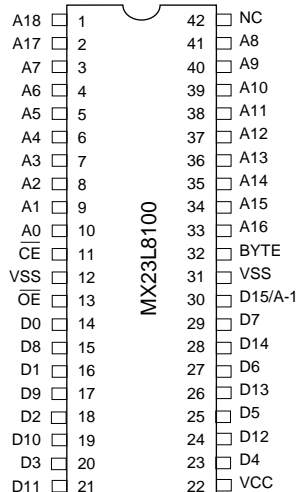 A18 1 42 NC
A17 2 41 A8
A7 3 40 A9
A6 4 39 A10
A5 5 38 A11
A4 6 37 A12
A3 7 36 A13
A2 8 35 A14
A1 9 34 A15
A0 10 33 A16
CE 11 32 BYTE
VSS 12 31 VSS
OE 13 30 D15/A-1
D0 14 29 D7
D8 15 28 D14
D1 16 27 D6
D9 17 26 D13
D2 18 25 D5
D10 19 24 D12
D3 20 23 D4
D11 21 22 VCC
MX23L8100